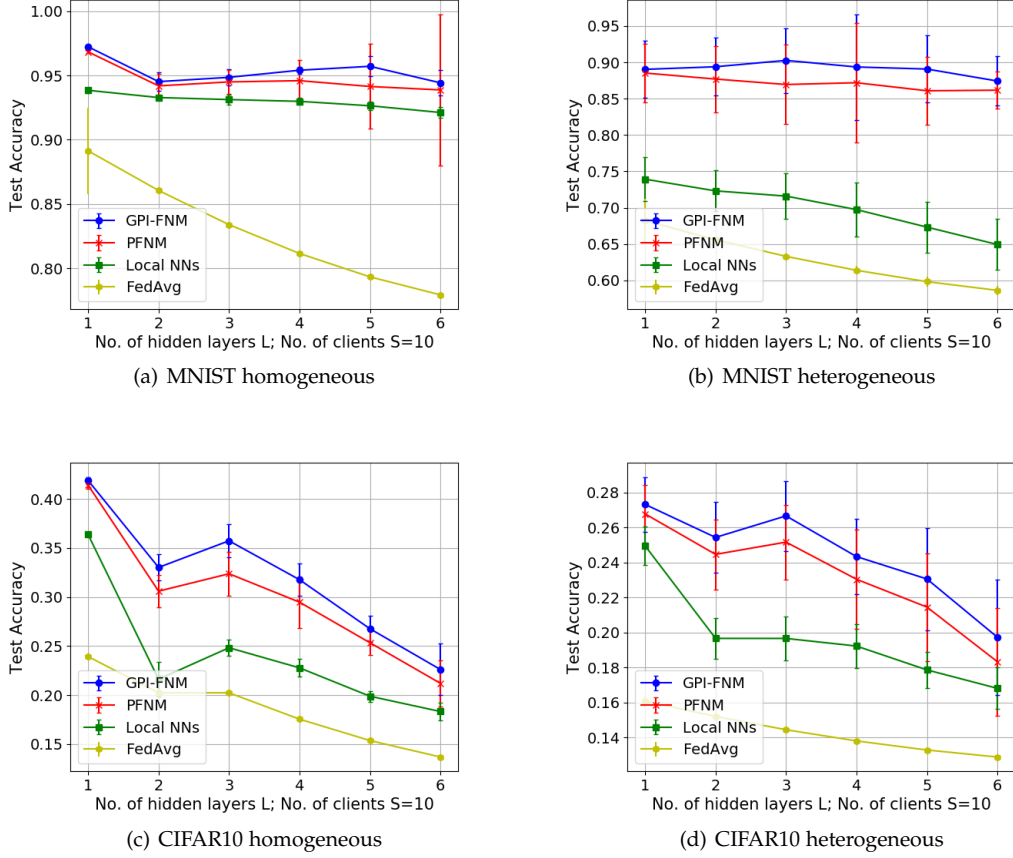 1.00
0.95
0.90
0.85
0.80
Test Accuracy
GPI-FNM
PFNM
Local NNs
FedAvg
1 2 3 4 5 6
No. of hidden layers L; No. of clients S=10
(a) MNIST homogeneous
0.95
0.90
0.85
0.80
0.75
0.70
0.65
0.60
Test Accuracy
GPI-FNM
PFNM
Local NNs
FedAvg
1 2 3 4 5 6
No. of hidden layers L; No. of clients S=10
(b) MNIST heterogeneous
0.40
0.35
0.30
0.25
0.20
0.15
Test Accuracy
GPI-FNM
PFNM
Local NNs
FedAvg
1 2 3 4 5 6
No. of hidden layers L; No. of clients S=10
(c) CIFAR10 homogeneous
0.28
0.26
0.24
0.22
0.20
0.18
0.16
0.14
Test Accuracy
GPI-FNM
PFNM
Local NNs
FedAvg
1 2 3 4 5 6
No. of hidden layers L; No. of clients S=10
(d) CIFAR10 heterogeneous